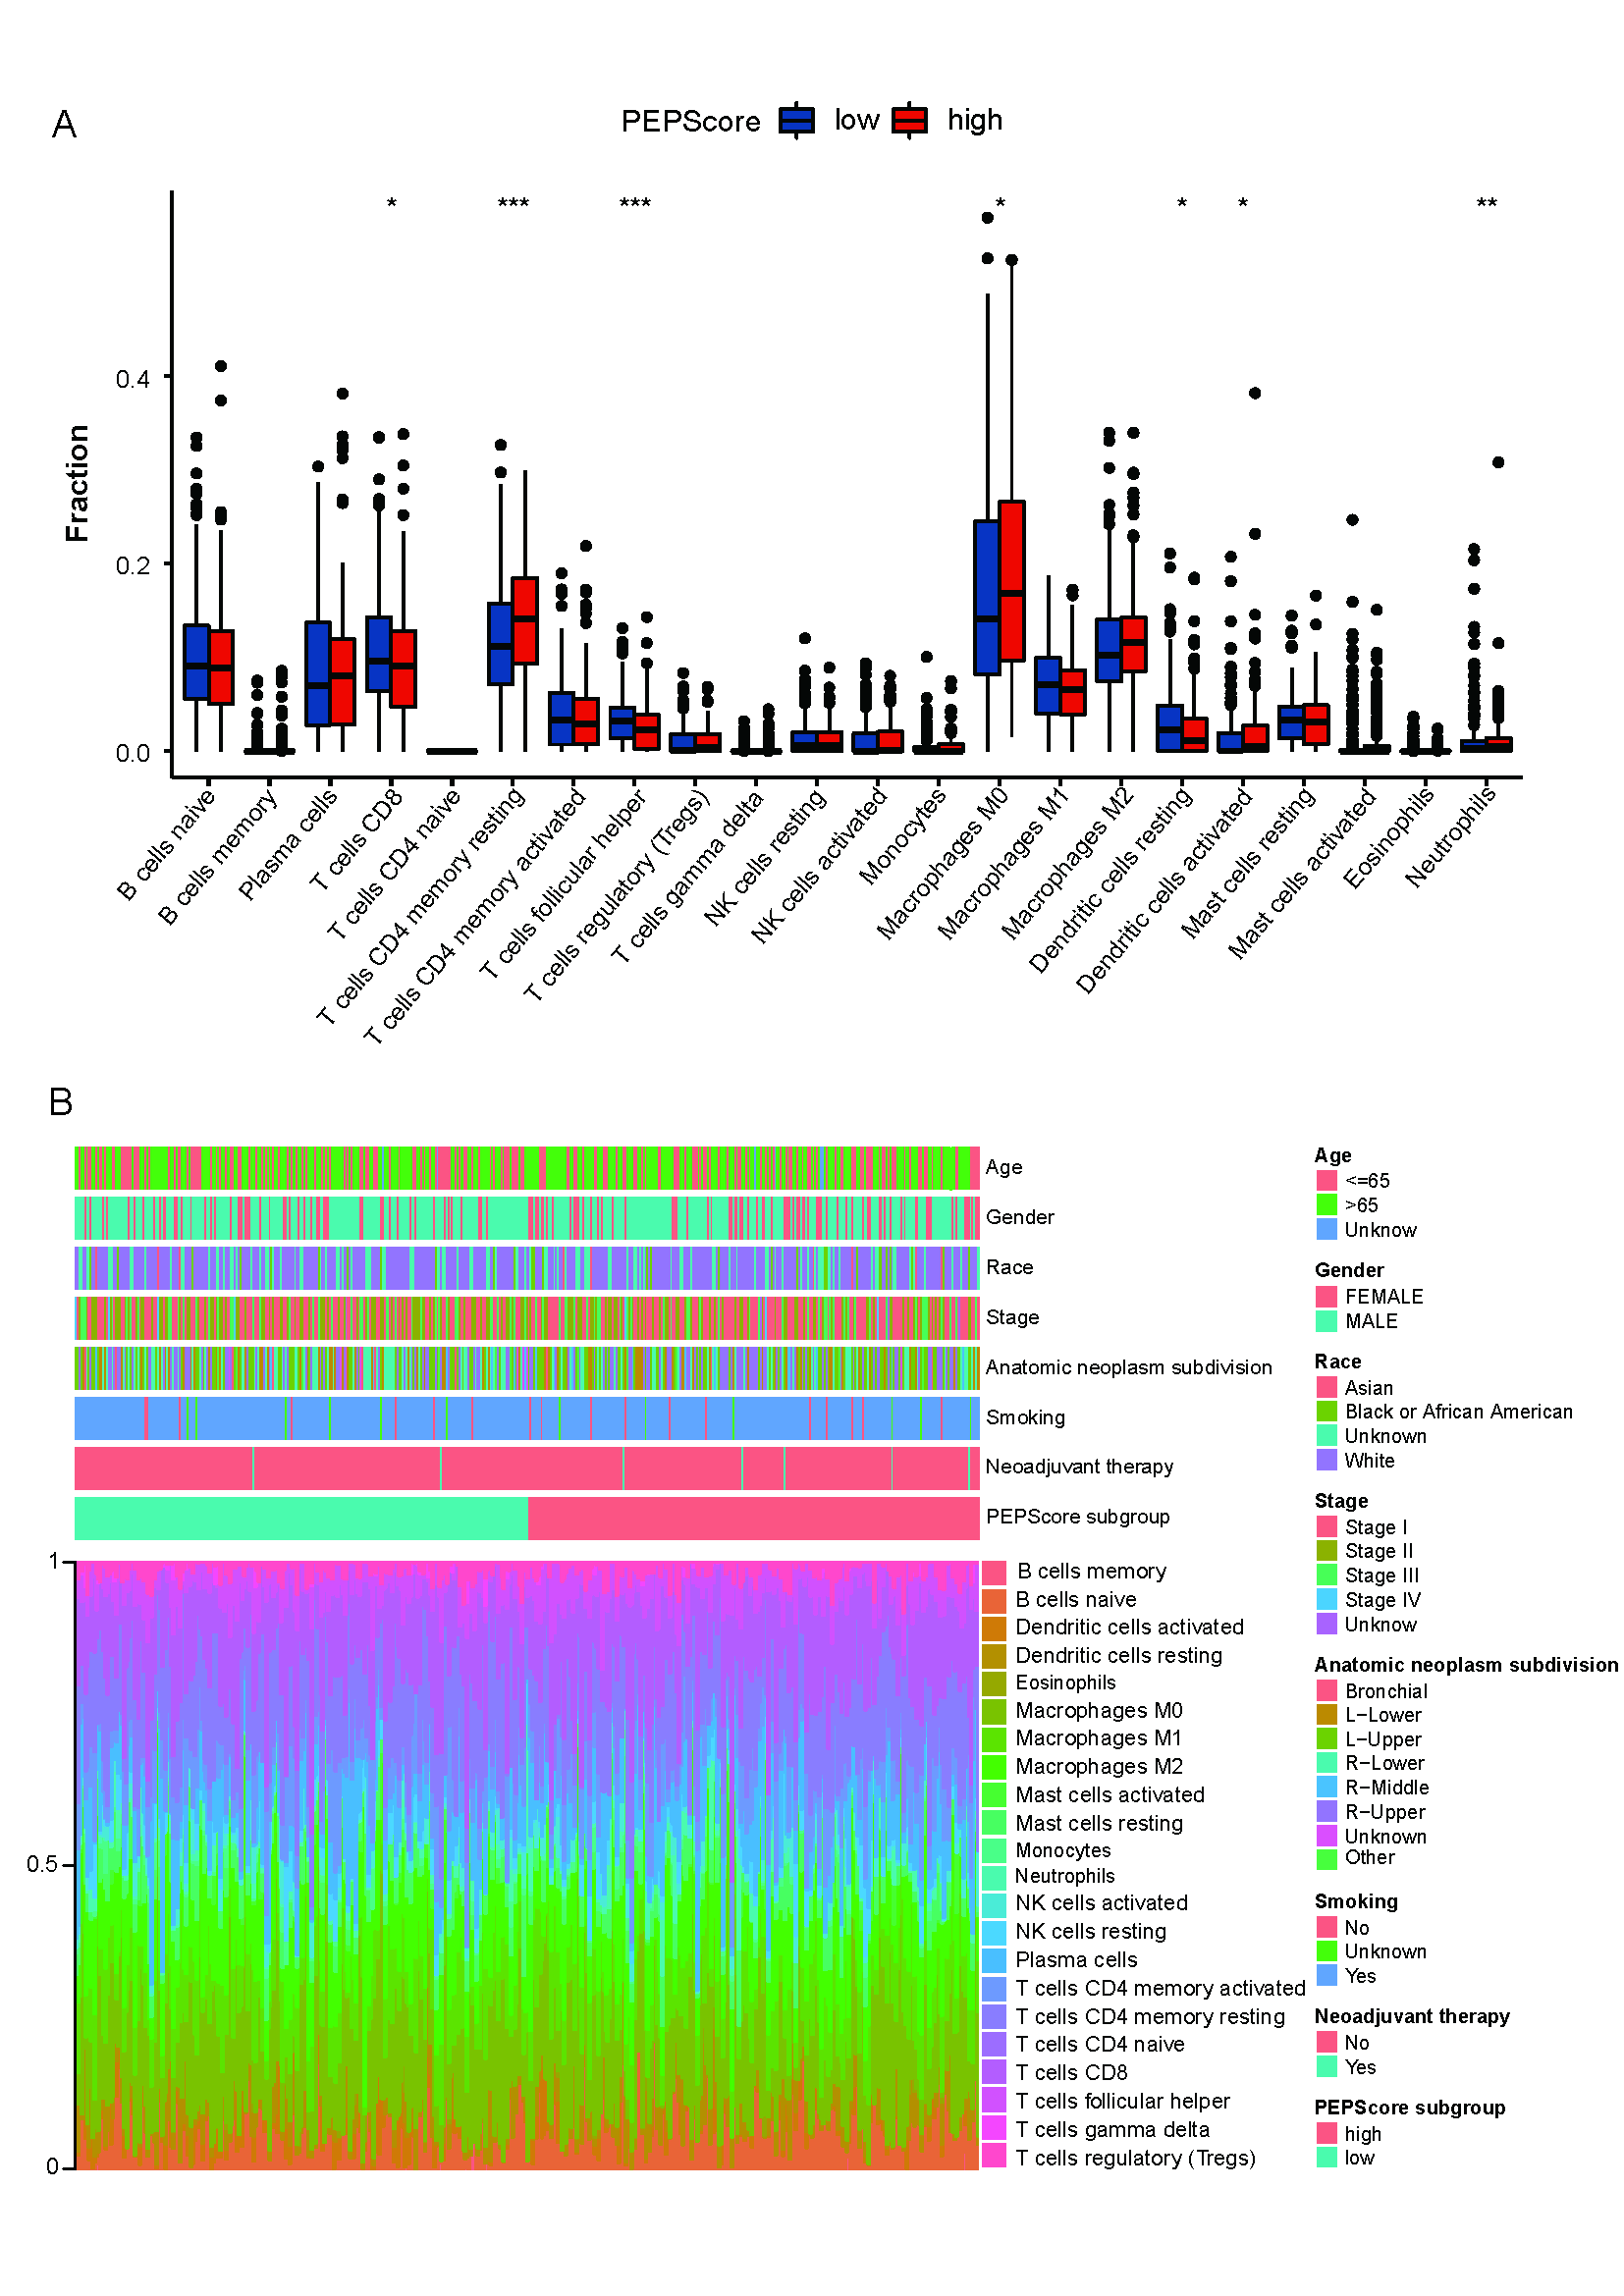 A
PEPScore low high
* *** *** * * * **
Fraction
0.4
0.2
0.0
B cells naive
B cells memory
Plasma cells
T cells CD8
T cells CD4 naive
T cells CD4 memory resting
T cells CD4 memory activated
T cells follicular helper
T cells regulatory (Tregs)
T cells gamma delta
NK cells resting
NK cells activated
Monocytes
Macrophages M0
Macrophages M1
Macrophages M2
Dendritic cells resting
Dendritic cells activated
Mast cells resting
Mast cells activated
Eosinophils
Neutrophils
B
Age
Gender
Race
Stage
Anatomic neoplasm subdivision
Smoking
Neoadjuvant therapy
PEPScore subgroup
1
0.5
0
B cells memory
B cells naive
Dendritic cells activated
Dendritic cells resting
Eosinophils
Macrophages M0
Macrophages M1
Macrophages M2
Mast cells activated
Mast cells resting
Monocytes
Neutrophils
NK cells activated
NK cells resting
Plasma cells
T cells CD4 memory activated
T cells CD4 memory resting
T cells CD4 naive
T cells CD8
T cells follicular helper
T cells gamma delta
T cells regulatory (Tregs)
Age
<=65
>65
Unknow
Gender
FEMALE
MALE
Race
Asian
Black or African American
Unknown
White
Stage
Stage I
Stage II
Stage III
Stage IV
Unknow
Anatomic neoplasm subdivision
Bronchial
L−Lower
L−Upper
R−Lower
R−Middle
R−Upper
Unknown
Other
Smoking
No
Unknown
Yes
Neoadjuvant therapy
No
Yes
PEPScore subgroup
high
low